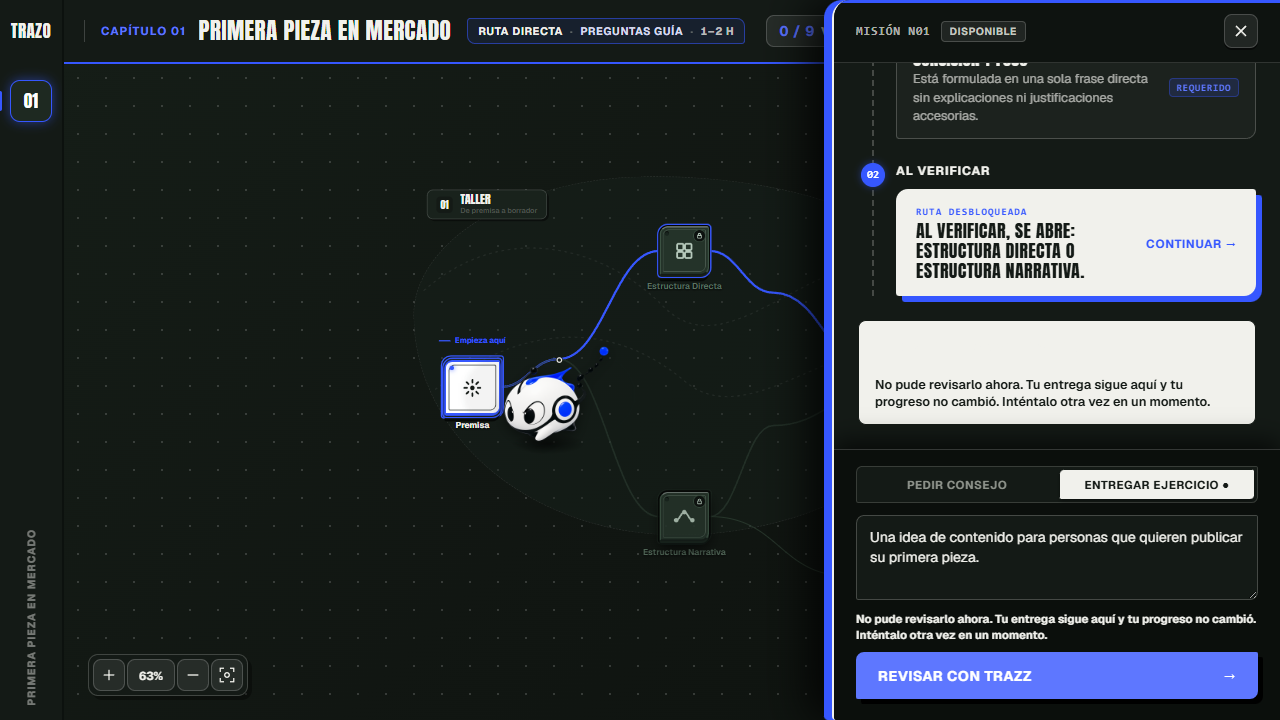 TRAZO
CAPÍTULO 01 PRIMERA PIEZA EN MERCADO
RUTA DIRECTA · PREGUNTAS GUÍA · 1–2 H
0 / 9
MISIÓN N01 DISPONIBLE
01
Está formulada en una sola frase directa
sin explicaciones ni justificaciones
accesorias.
REQUERIDO
02 AL VERIFICAR
RUTA DESBLOQUEADA
AL VERIFICAR, SE ABRE:
ESTRUCTURA DIRECTA O
ESTRUCTURA NARRATIVA.
CONTINUAR →
01 TALLER
De premisa a borrador
Estructura Directa
Empieza aquí
Premisa
Estructura Narrativa
No pude revisarlo ahora. Tu entrega sigue aquí y tu
progreso no cambió. Inténtalo otra vez en un momento.
PEDIR CONSEJO
ENTREGAR EJERCICIO ●
Una idea de contenido para personas que quieren publicar
su primera pieza.
No pude revisarlo ahora. Tu entrega sigue aquí y tu progreso no cambió.
Inténtalo otra vez en un momento.
REVISAR CON TRAZZ →
PRIMERA PIEZA EN MERCADO
63%